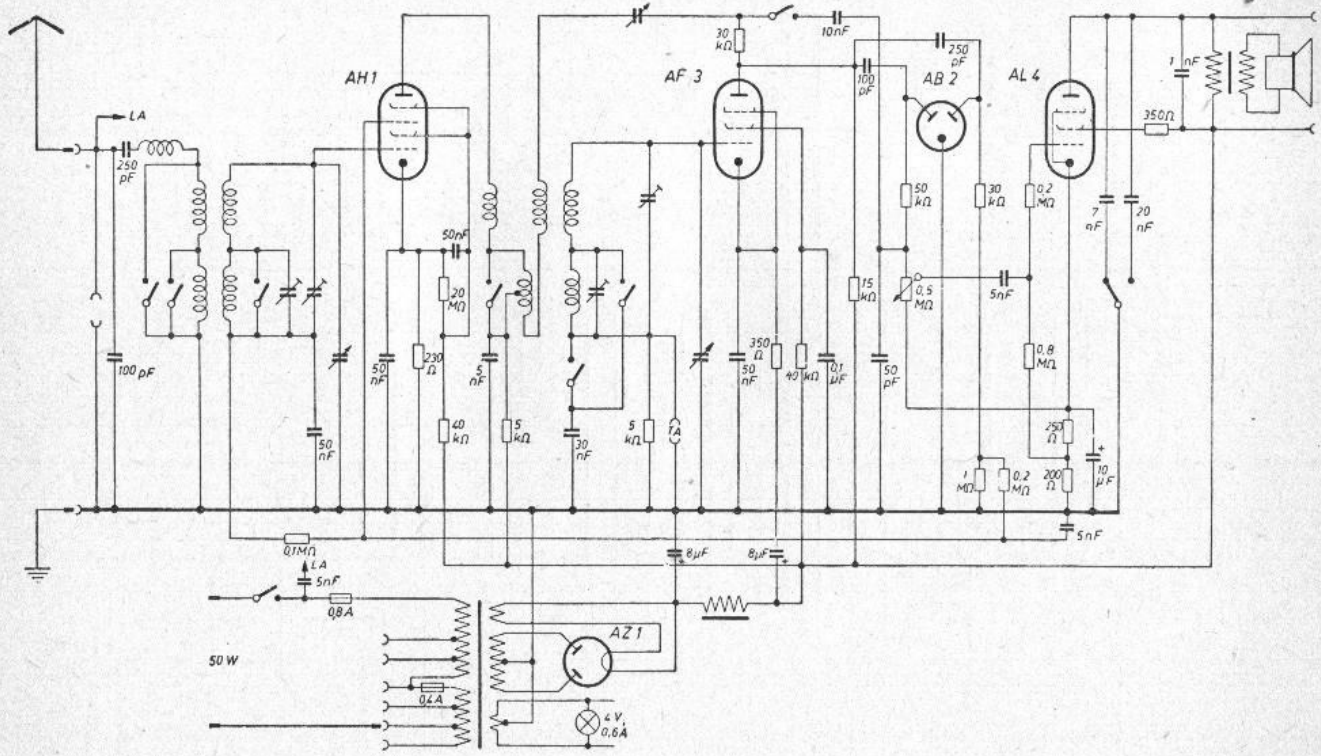 30 kΩ
10nF
250 pF
AH1
AF 3
100 pF
AB 2
AL 4
1 nF
LA
350Ω
250 pF
50 kΩ
30 kΩ
0,2 MΩ
7 nF
20 nF
50nF
20 MΩ
15 kΩ
0,5 MΩ
5nF
100 pF
50 nF
230 Ω
5 nF
50 nF
350 Ω
40 kΩ
0,1 µF
50 pF
0,8 MΩ
50 nF
40 kΩ
5 kΩ
30 nF
5 kΩ
TA
250 Ω
+
10 µF
1 MΩ
0,2 MΩ
200 Ω
0,1MΩ
8µF
+
8µF
+
5nF
LA
5nF
0,8A
AZ1
50 W
0,4A
4V,
0,6A